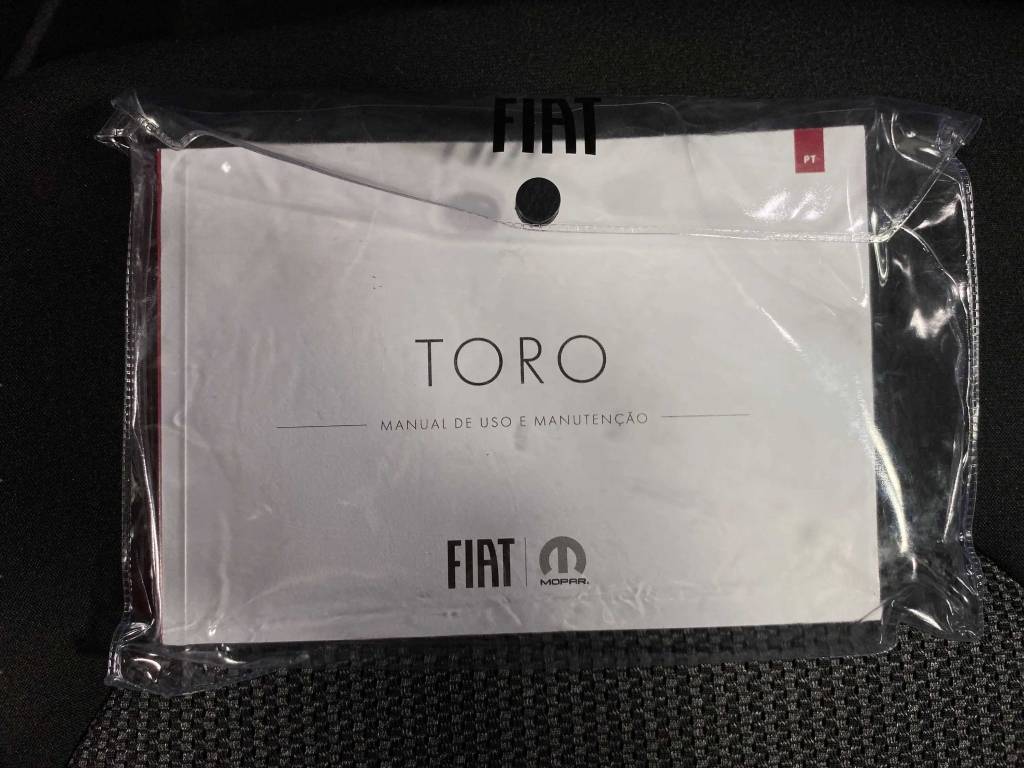 FIAT
PT
TORO
MANUAL DE USO E MANUTENÇÃO
FIAT
MOPAR.